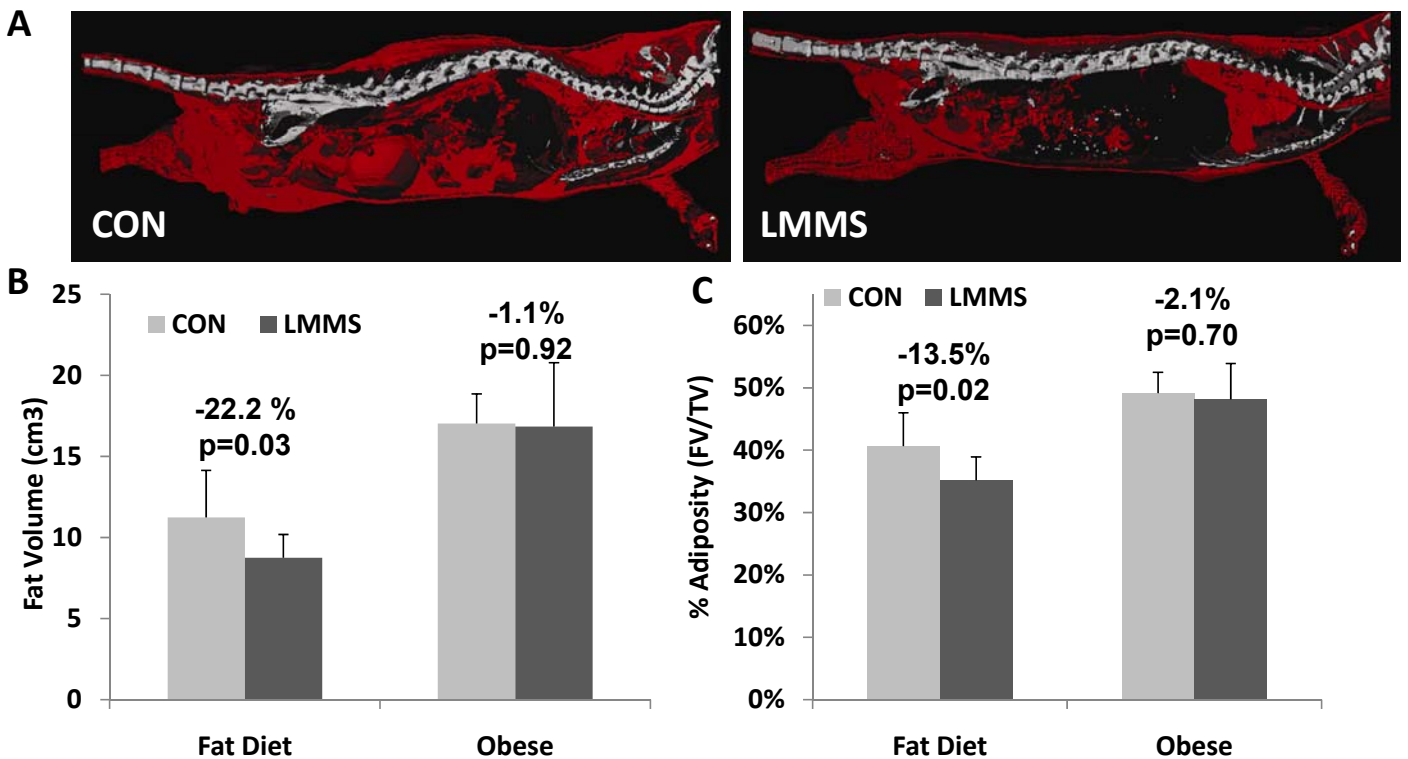 A
CON
LMMS
B
Fat Volume (cm3)
25
20
15
10
5
0
CON LMMS
-22.2 %
p=0.03
-1.1%
p=0.92
Fat Diet
Obese
C
% Adiposity (FV/TV)
60%
50%
40%
30%
20%
10%
0%
CON LMMS
-13.5%
p=0.02
-2.1%
p=0.70
Fat Diet
Obese